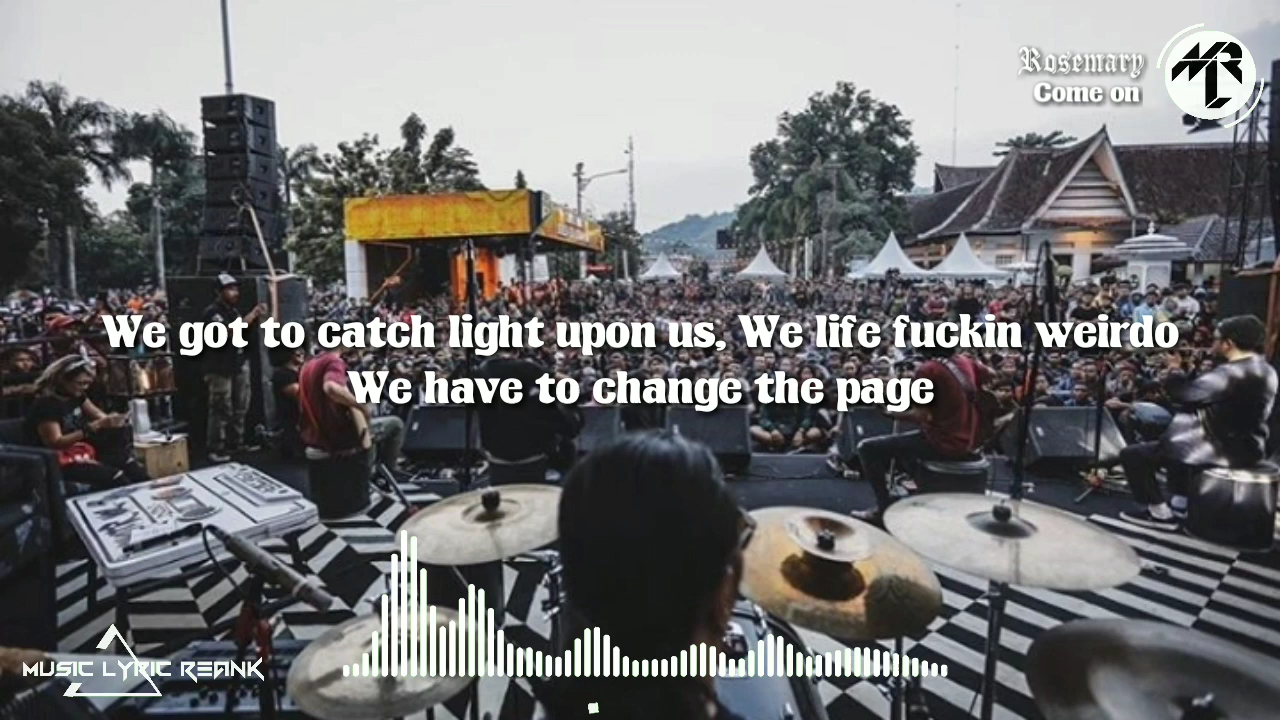 Rosemary
Come on
MRL
We got to catch light upon us, We life fuckin weirdo
We have to change the page
MUSIC LYRIC REANK